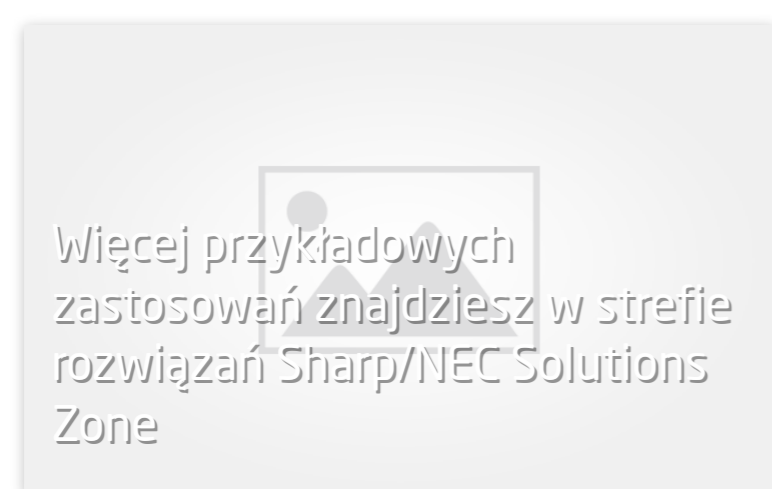 Więcej przykładowych
zastosowań znajdziesz w strefie
rozwiązań Sharp/NEC Solutions
Zone